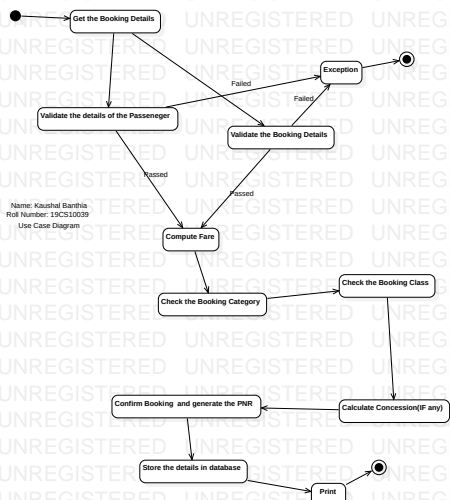 Get the Booking Details
Exception
Failed
Failed
Validate the details of the Passeneger
Validate the Booking Details
Passed
Passed
Name: Kaushal Banthia
Roll Number: 19CS10039
Use Case Diagram
Compute Fare
Check the Booking Class
Check the Booking Category
Confirm Booking and generate the PNR
Calculate Concession(IF any)
Store the details in database
Print
UNREGISTERED